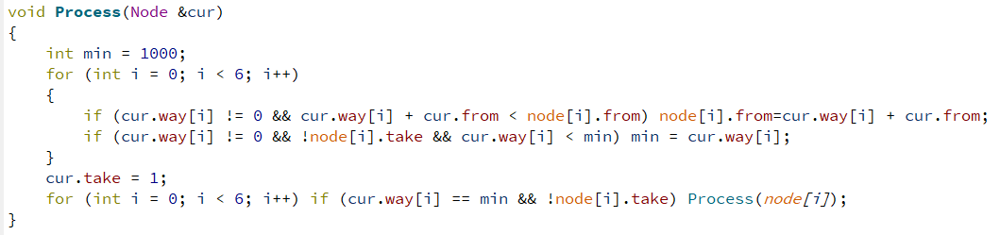 void Process(Node &cur)
{
    int min = 1000;
    for (int i = 0; i < 6; i++)
    {
        if (cur.way[i] != 0 && cur.way[i] + cur.from < node[i].from) node[i].from=cur.way[i] + cur.from;
        if (cur.way[i] != 0 && !node[i].take && cur.way[i] < min) min = cur.way[i];
    }
    cur.take = 1;
    for (int i = 0; i < 6; i++) if (cur.way[i] == min && !node[i].take) Process(node[i]);
}